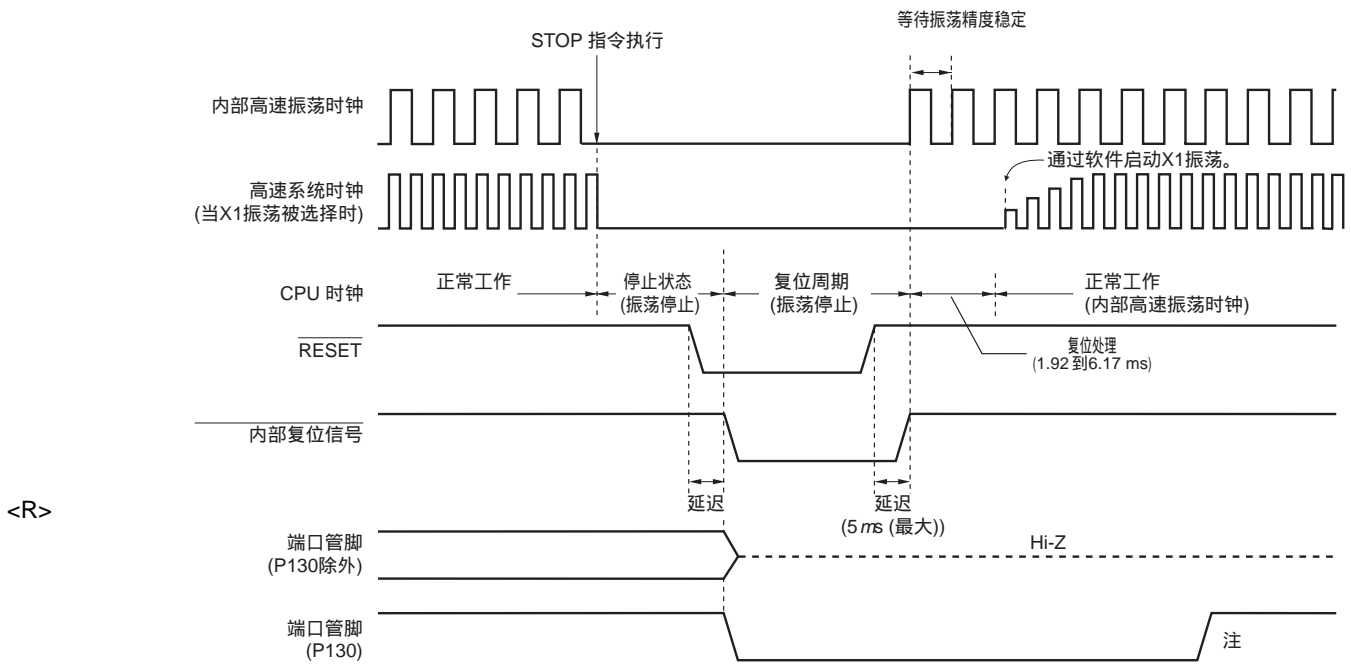 等待振荡精度稳定
STOP 指令执行
内部高速振荡时钟
通过软件启动X1振荡。
高速系统时钟
(当X1振荡被选择时)
CPU 时钟
正常工作
停止状态
(振荡停止)
复位周期
(振荡停止)
正常工作
(内部高速振荡时钟)
RESET
复位处理
(1.92到6.17 ms)
内部复位信号
<R>
延迟
延迟
(5 ms (最大))
端口管脚
(P130除外)
Hi-Z
端口管脚
(P130)
注